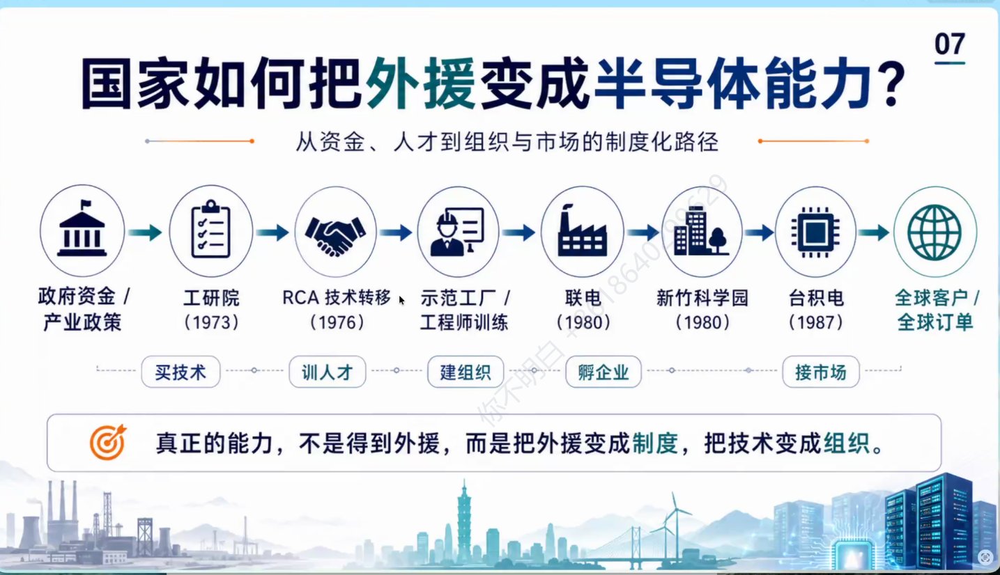 07
国家如何把外援变成半导体能力？
从资金、人才到组织与市场的制度化路径
政府资金 /
产业政策
工研院
（1973）
RCA 技术转移
（1976）
示范工厂 /
工程师训练
联电
（1980）
新竹科学园
（1980）
台积电
（1987）
全球客户 /
全球订单
买技术
训人才
建组织
孵企业
接市场
真正的能力，不是得到外援，而是把外援变成制度，把技术变成组织。
你不明白